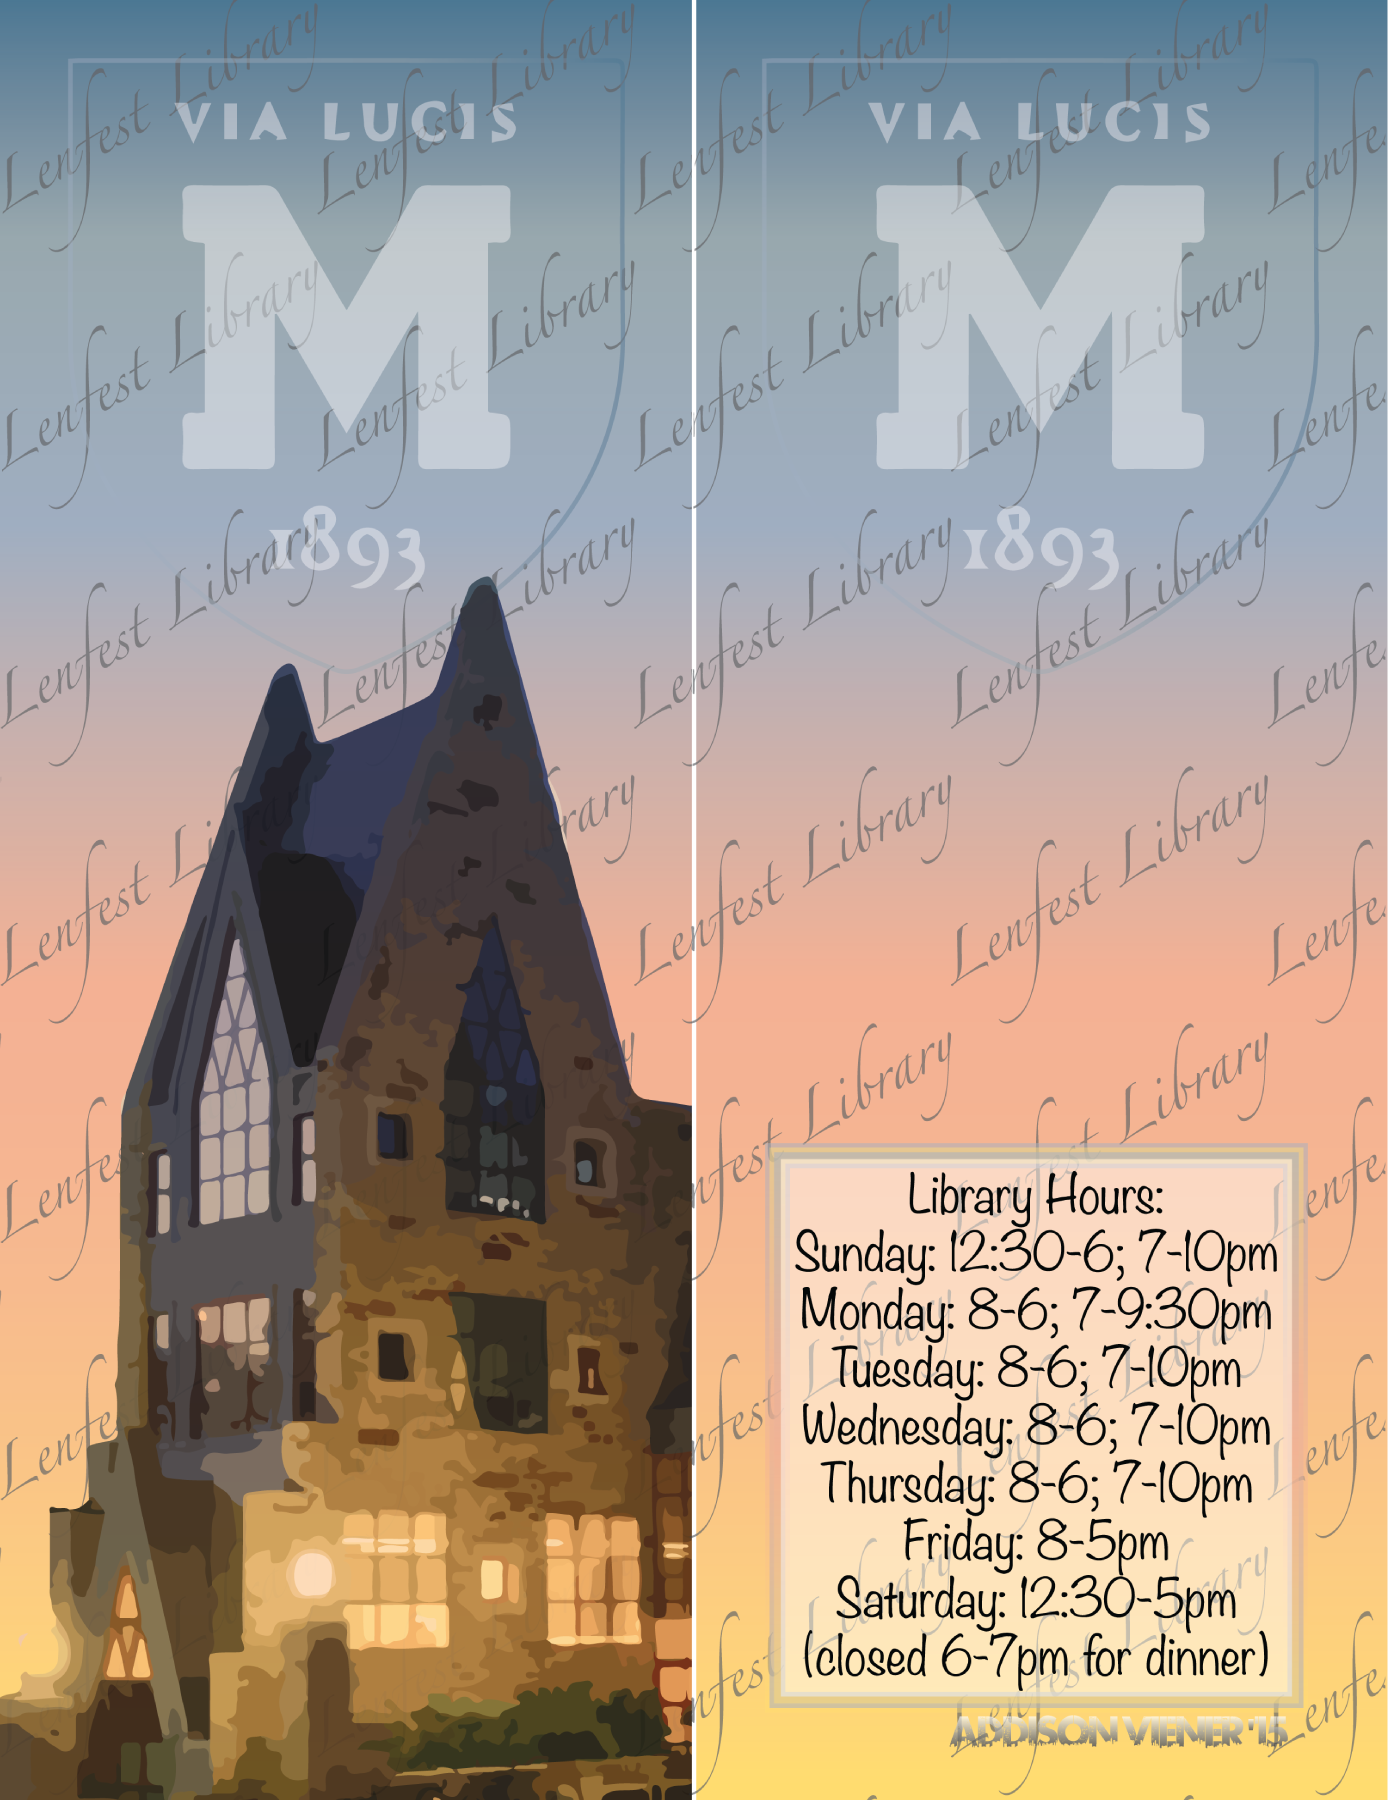 VIA LUCIS
M
1893
VIA LUCIS
M
1893
Lenfest Library
Library Hours:
Sunday: 12:30-6; 7-10pm
Monday: 8-6; 7-9:30pm
Tuesday: 8-6; 7-10pm
Wednesday: 8-6; 7-10pm
Thursday: 8-6; 7-10pm
Friday: 8-5pm
Saturday: 12:30-5pm
(closed 6-7pm for dinner)
ADDISON VIENER '15